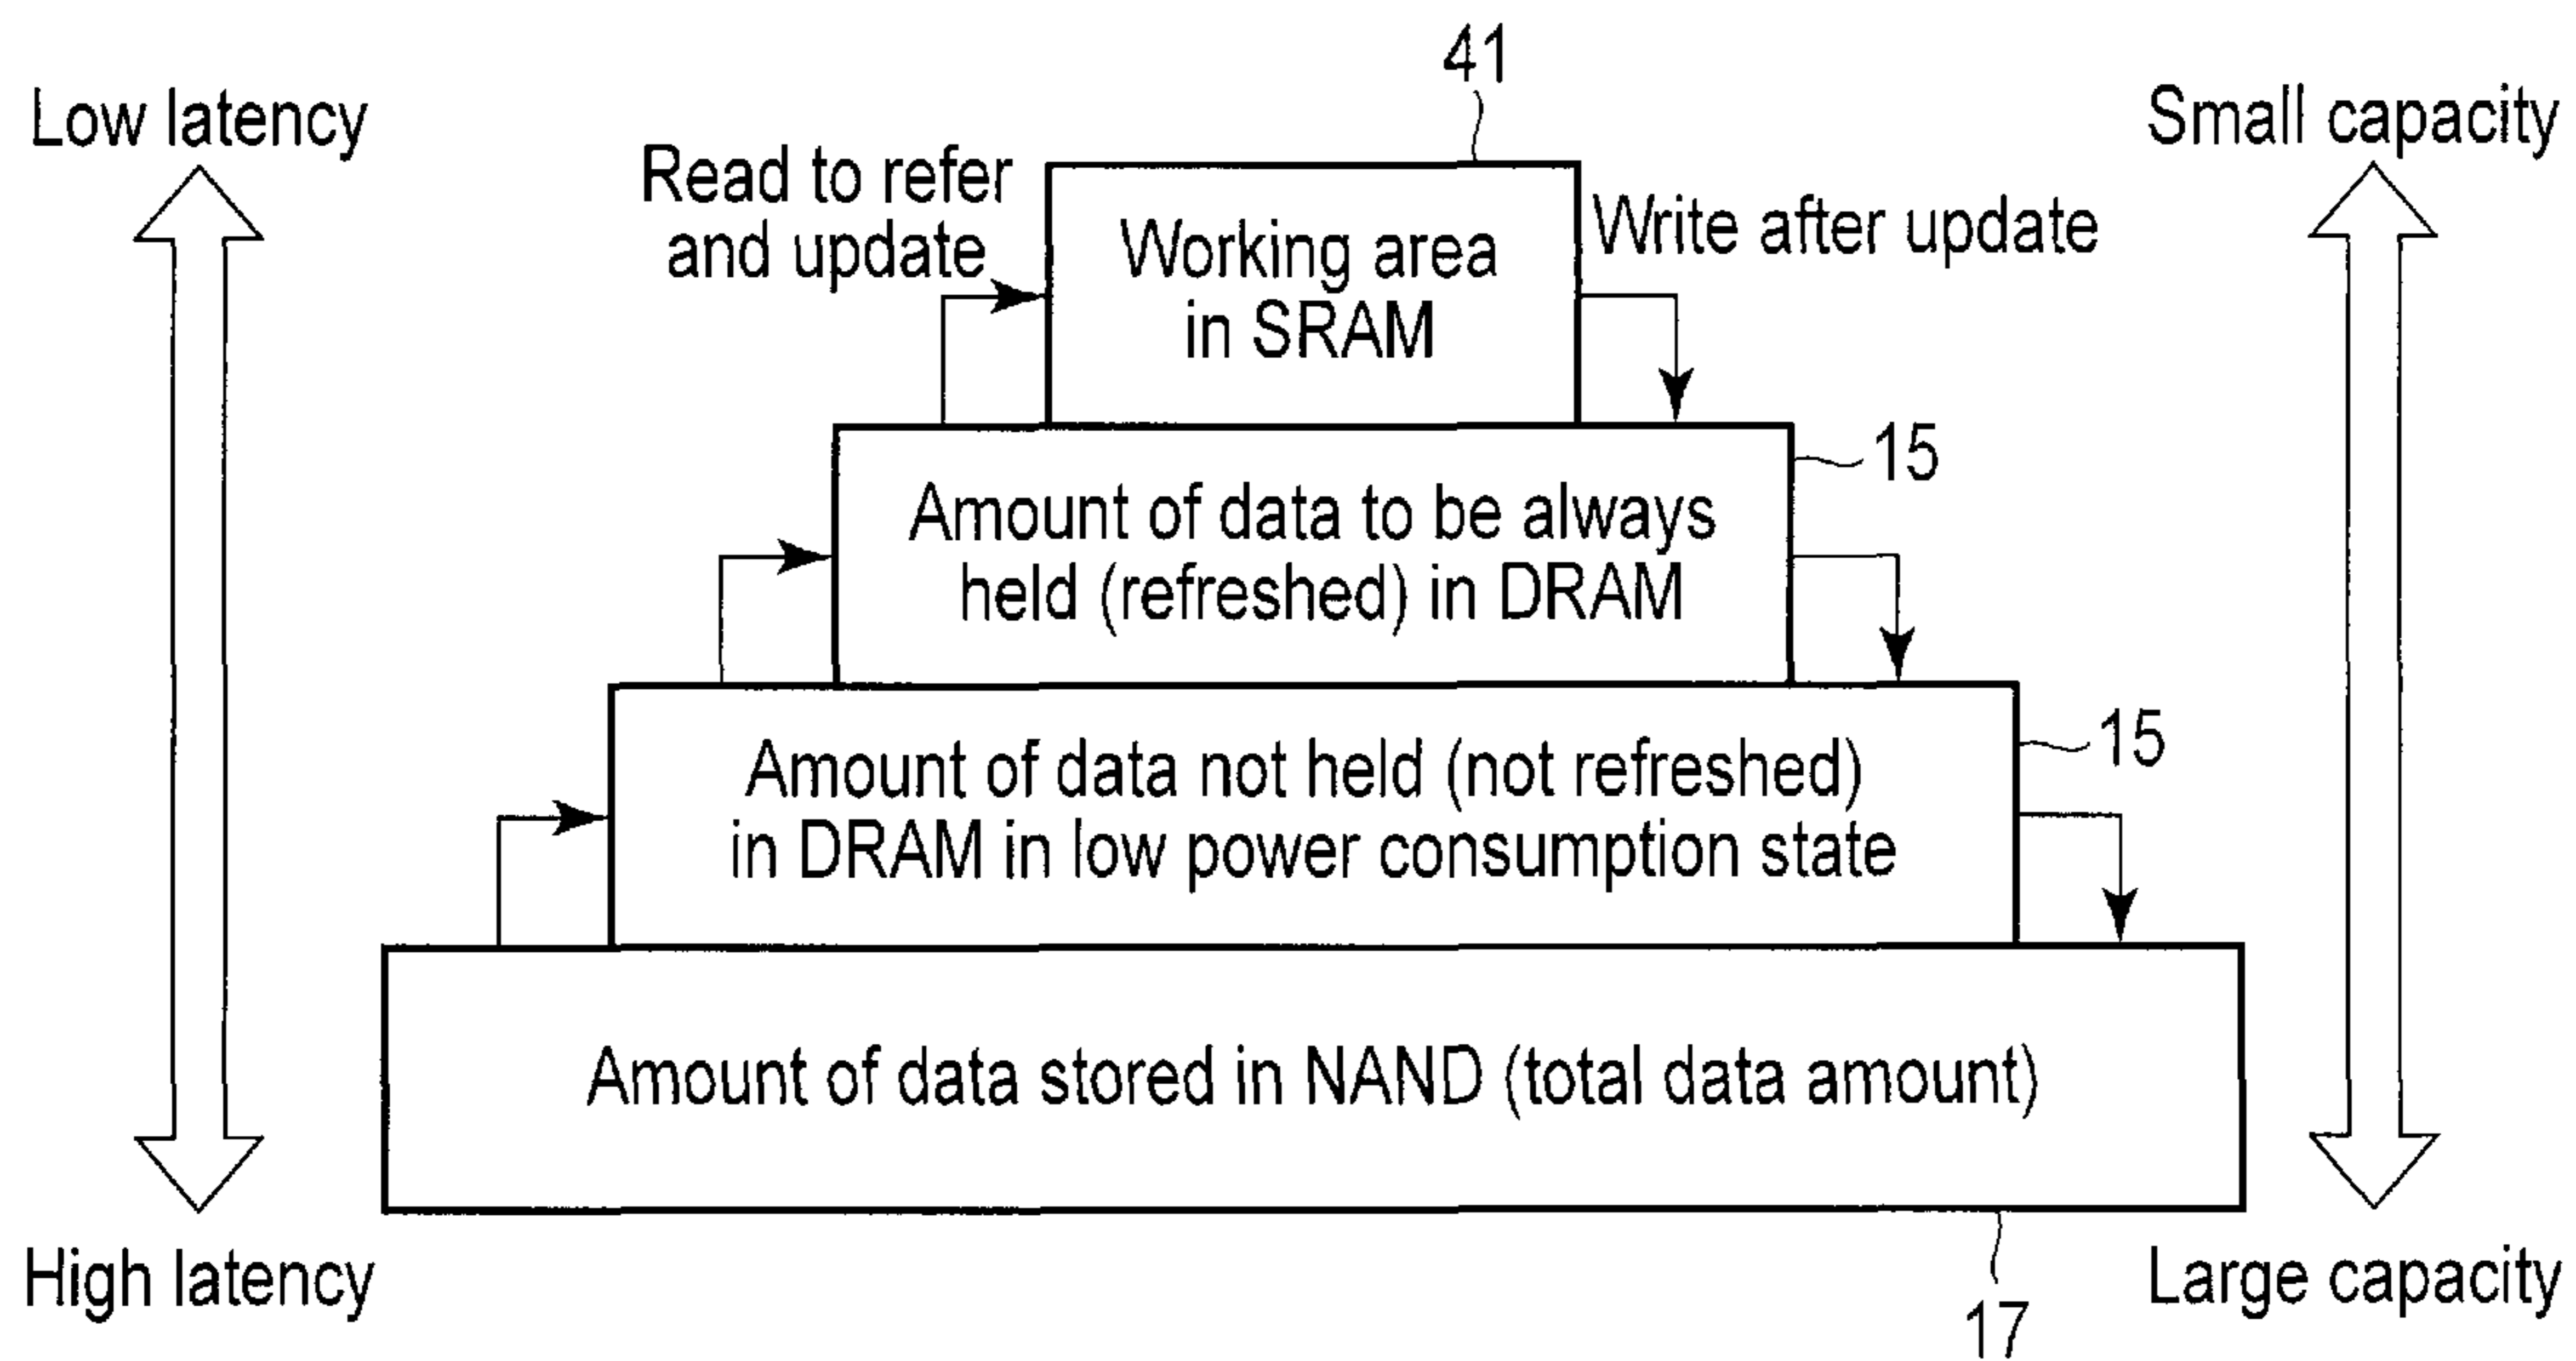 41
Low latency
Small capacity
Read to refer
and update
Write after update
Working area
in SRAM
15
Amount of data to be always
held (refreshed) in DRAM
15
Amount of data not held (not refreshed)
in DRAM in low power consumption state
Amount of data stored in NAND (total data amount)
High latency
Large capacity
17